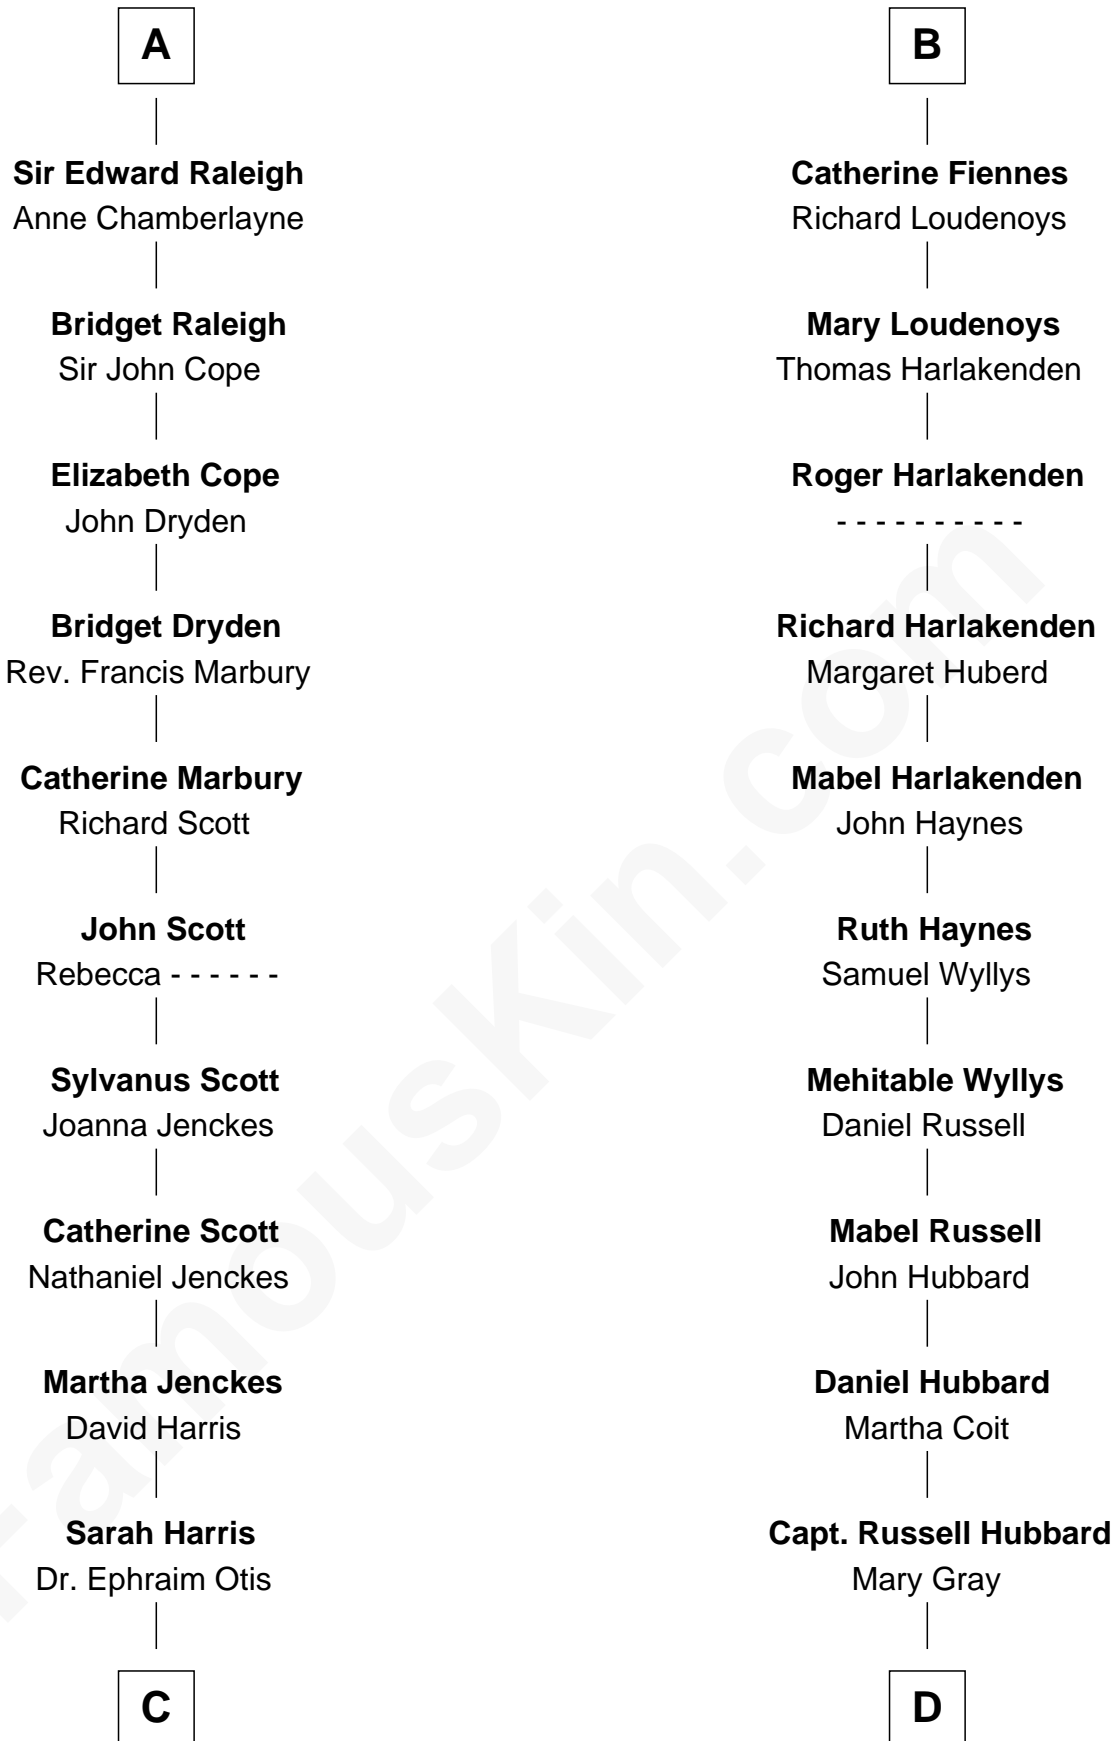 A
Sir Edward Raleigh
Anne Chamberlayne
Bridget Raleigh
Sir John Cope
Elizabeth Cope
John Dryden
Bridget Dryden
Rev. Francis Marbury
Catherine Marbury
Richard Scott
John Scott
Rebecca - - - - - -
Sylvanus Scott
Joanna Jenckes
Catherine Scott
Nathaniel Jenckes
Martha Jenckes
David Harris
Sarah Harris
Dr. Ephraim Otis
C
B
Catherine Fiennes
Richard Loudenoys
Mary Loudenoys
Thomas Harlakenden
Roger Harlakenden
- - - - - - - - - -
Richard Harlakenden
Margaret Huberd
Mabel Harlakenden
John Haynes
Ruth Haynes
Samuel Wyllys
Mehitable Wyllys
Daniel Russell
Mabel Russell
John Hubbard
Daniel Hubbard
Martha Coit
Capt. Russell Hubbard
Mary Gray
D
FamousKin.com